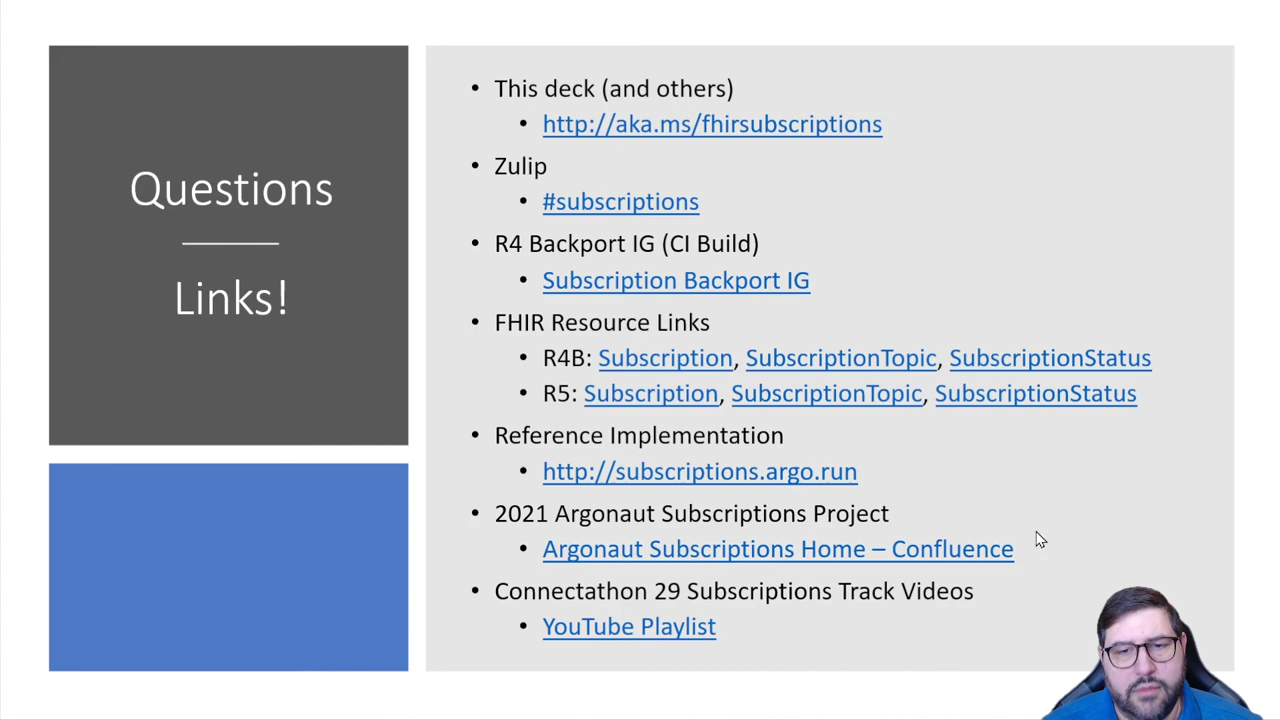 Questions
Links!
• This deck (and others)
• http://aka.ms/fhirsubscriptions
• Zulip
• #subscriptions
• R4 Backport IG (CI Build)
• Subscription Backport IG
• FHIR Resource Links
• R4B: Subscription, SubscriptionTopic, SubscriptionStatus
• R5: Subscription, SubscriptionTopic, SubscriptionStatus
• Reference Implementation
• http://subscriptions.argo.run
• 2021 Argonaut Subscriptions Project
• Argonaut Subscriptions Home – Confluence
• Connectathon 29 Subscriptions Track Videos
• YouTube Playlist